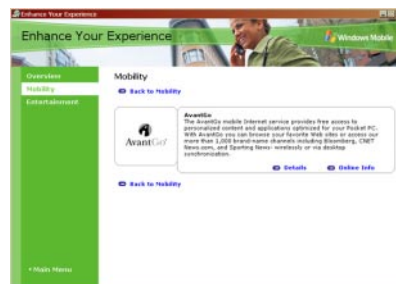 Enhance Your Experience
Enhance Your Experience
Windows Mobile
Overview
Mobility
Entertainment
Mobility
Back to Mobility
AvantGo
AvantGo
The AvantGo mobile Internet service provides free access to
personalized content and applications optimized for your Pocket PC.
With AvantGo you can browse your favorite Web sites or access our
more than 1,000 brand-name channels including Bloomberg, CNET
News.com, and Sporting News- wirelessly or via desktop
synchronization.
Details
Online Info
Back to Mobility
Main Menu